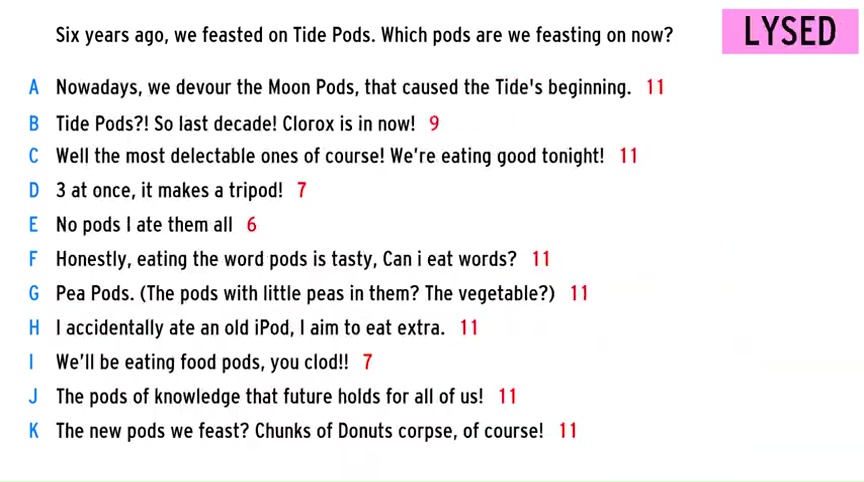 LYSED
Six years ago, we feasted on Tide Pods. Which pods are we feasting on now?
A Nowadays, we devour the Moon Pods, that caused the Tide's beginning. 11
B Tide Pods?! So last decade! Clorox is in now! 9
C Well the most delectable ones of course! We're eating good tonight! 11
D 3 at once, it makes a tripod! 7
E No pods I ate them all 6
F Honestly, eating the word pods is tasty, Can i eat words? 11
G Pea Pods. (The pods with little peas in them? The vegetable?) 11
H I accidentally ate an old iPod, I aim to eat extra. 11
I We'll be eating food pods, you clod!! 7
J The pods of knowledge that future holds for all of us! 11
K The new pods we feast? Chunks of Donuts corpse, of course! 11